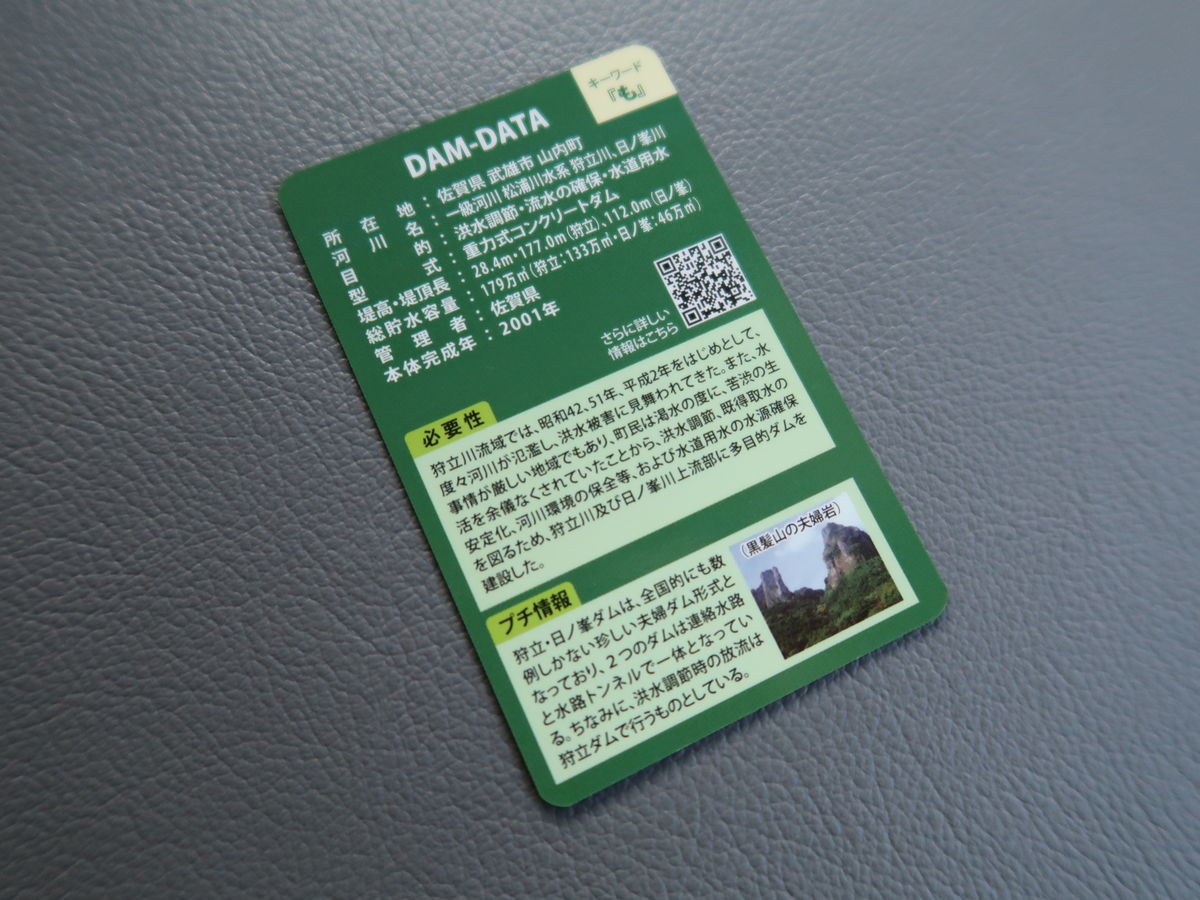 キーワード
『も』
DAM-DATA
所在地：佐賀県 武雄市 山内町
河川名：一級河川 松浦川水系 狩立川、日ノ峯川
目的：洪水調節・流水の確保・水道用水
型式：重力式コンクリートダム
堤高・堤頂長：28.4m・177.0m（狩立）、112.0m（日ノ峯）
総貯水容量：179万㎥（狩立：133万㎥・日ノ峯：46万㎥）
管理者：佐賀県
本体完成年：2001年
さらに詳しい
情報はこちら
必要性
狩立川流域では、昭和42、51年、平成2年をはじめとして、
度々河川が氾濫し、洪水被害に見舞われてきた。また、水
事情が厳しい地域でもあり、町民は渇水の度に、苦渋の生
活を余儀なくされていたことから、洪水調節、既得取水の
安定化、河川環境の保全等、および水道用水の水源確保
を図るため、狩立川及び日ノ峯川上流部に多目的ダムを
建設した。
プチ情報
狩立・日ノ峯ダムは、全国的にも数
例しかない珍しい夫婦ダム形式と
なっており、2つのダムは連絡水路
と水路トンネルで一体となってい
る。ちなみに、洪水調節時の放流は
狩立ダムで行うものとしている。
（黒髪山の夫婦岩）